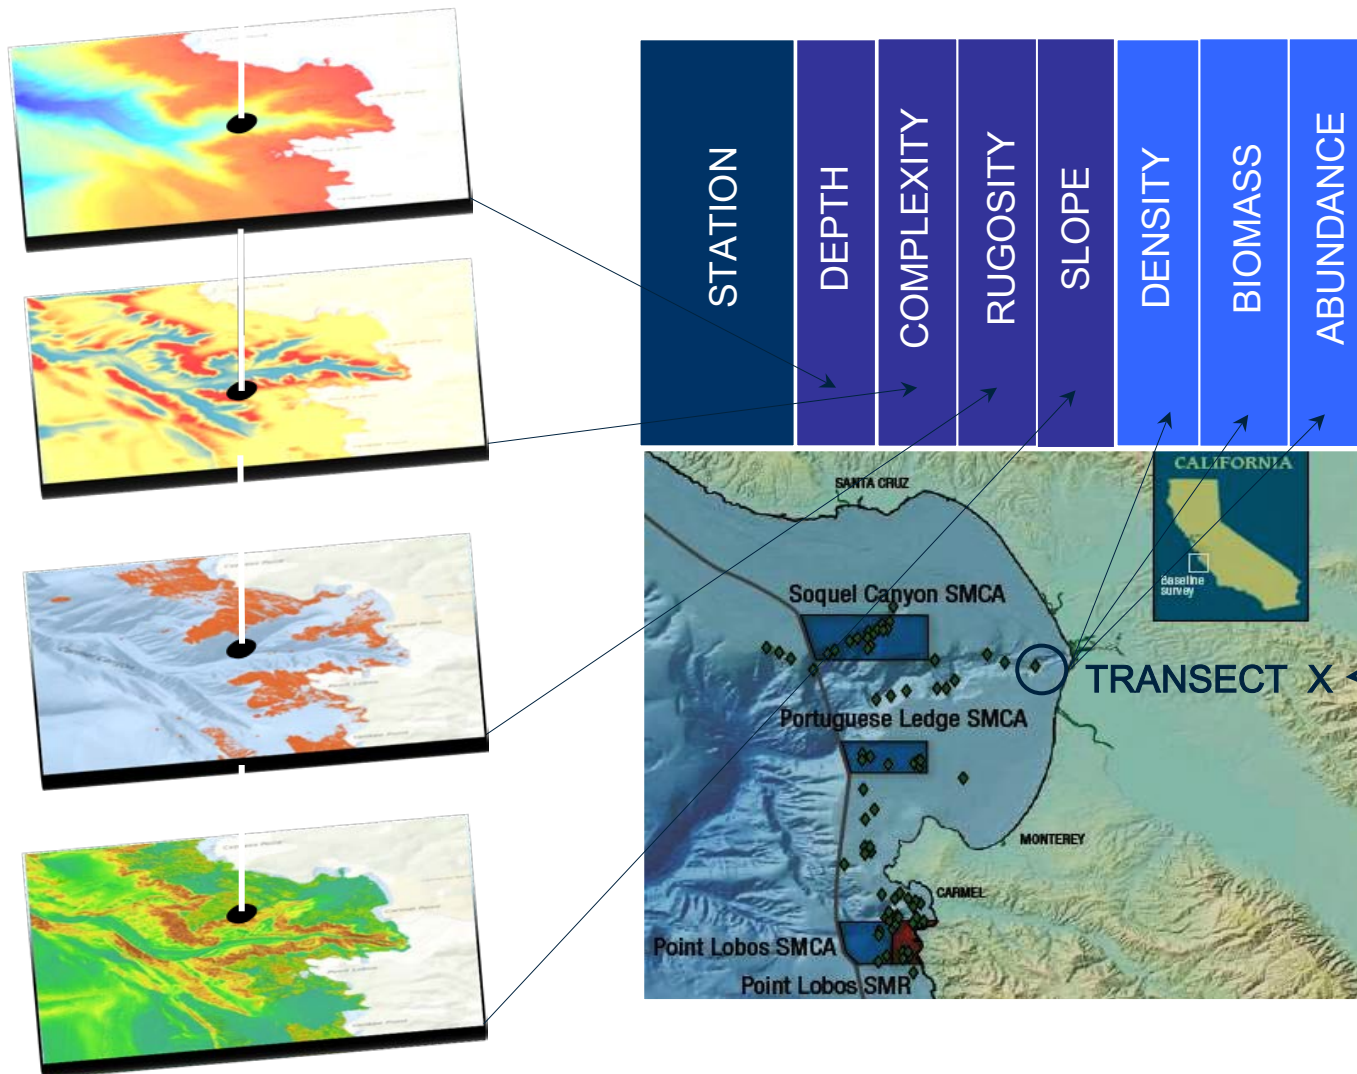 STATION
DEPTH
COMPLEXITY
RUGOSITY
SLOPE
DENSITY
BIOMASS
ABUNDANCE
CALIFORNIA
Baseline
survey
SANTA CRUZ
Soquel Canyon SMCA
TRANSECT X
Portuguese Ledge SMCA
MONTEREY
CARMEL
Point Lobos SMCA
Point Lobos SMR